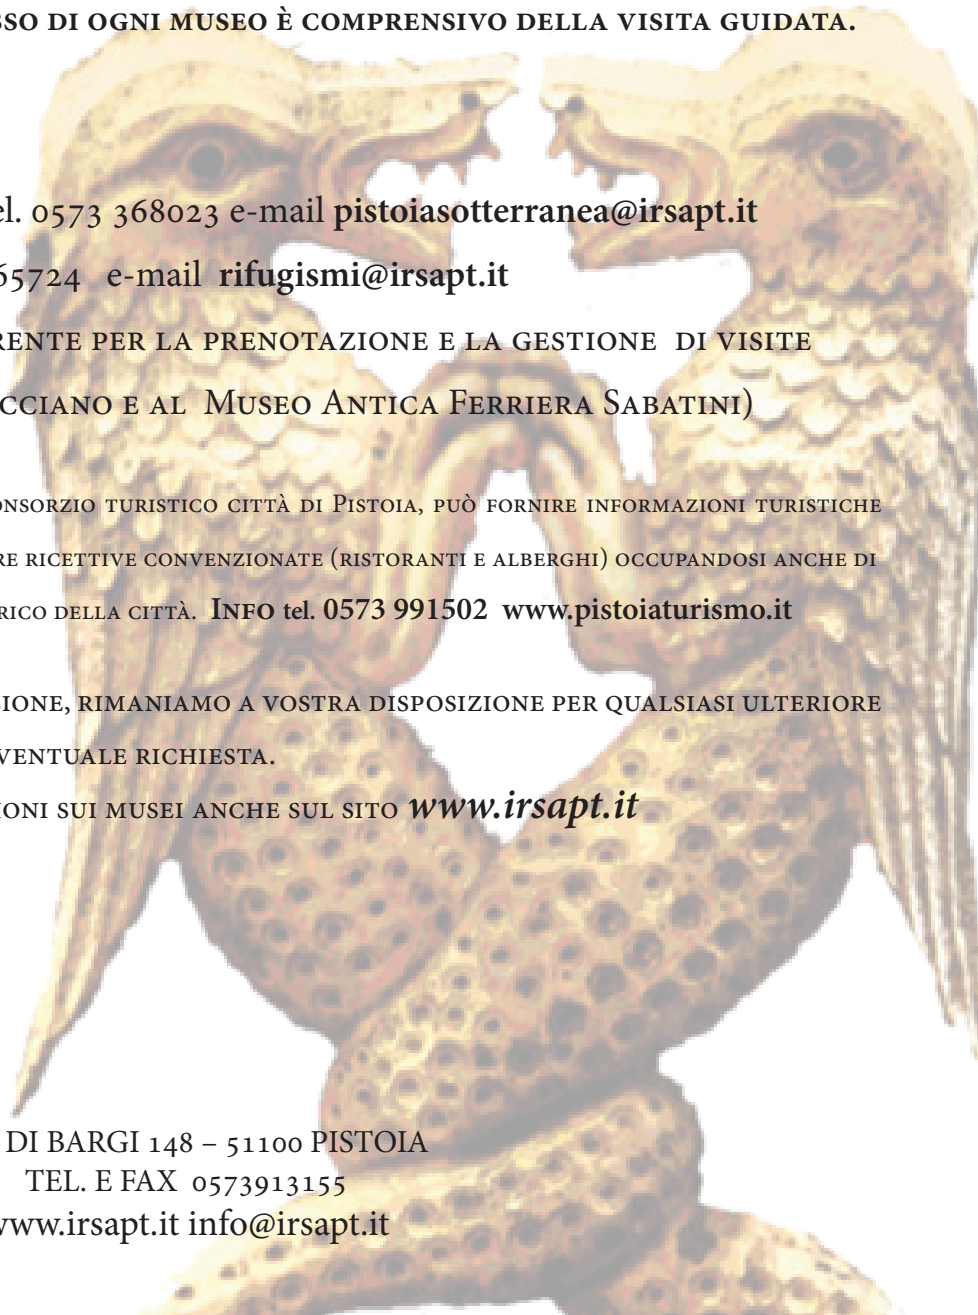 SSO DI OGNI MUSEO È COMPRENSIVO DELLA VISITA GUIDATA.
el. 0573 368023 e-mail pistoiasotterranea@irsapt.it
65724 e-mail rifugismi@irsapt.it
RENTE PER LA PRENOTAZIONE E LA GESTIONE DI VISITE
CCIANO E AL MUSEO ANTICA FERRIERA SABATINI)
ONSORZIO TURISTICO CITTÀ DI PISTOIA, PUÒ FORNIRE INFORMAZIONI TURISTICHE
RE RICETTIVE CONVENZIONATE (RISTORANTI E ALBERGHI) OCCUPANDOSI ANCHE DI
RICO DELLA CITTÀ. INFO tel. 0573 991502 www.pistoiaturismo.it
IONE, RIMANIAMO A VOSTRA DISPOSIZIONE PER QUALSIASI ULTERIORE
VENTUALE RICHIESTA.
IONI SUI MUSEI ANCHE SUL SITO www.irsapt.it
DI BARGI 148 – 51100 PISTOIA
TEL. E FAX 0573913155
www.irsapt.it info@irsapt.it